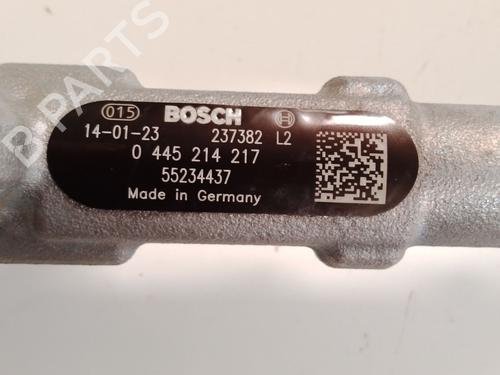 B-PARTS
015 BOSCH
14-01-23 237382 L2
0 445 214 217
55234437
Made in Germany